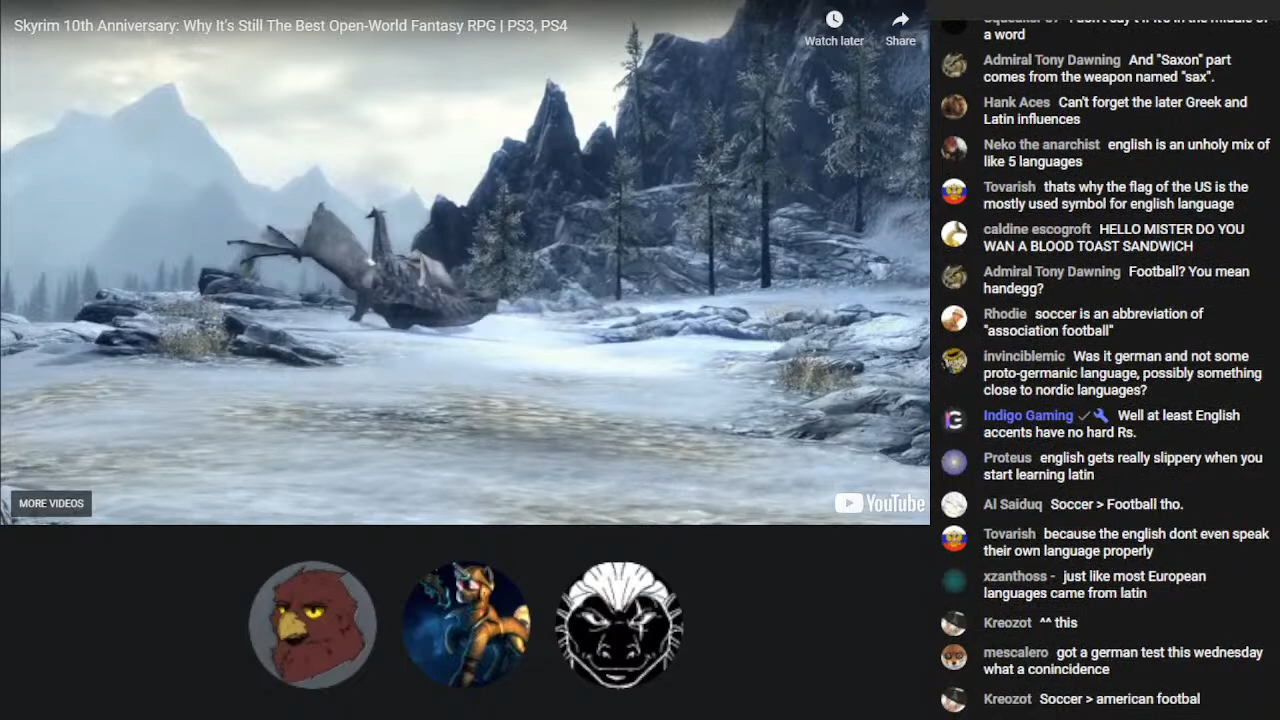 Skyrim 10th Anniversary: Why It's Still The Best Open-World Fantasy RPG | PS3, PS4
Watch later
Share
MORE VIDEOS
YouTube
a word
Admiral Tony Dawning And "Saxon" part
comes from the weapon named "sax".
Hank Aces Can't forget the later Greek and
Latin influences
Neko the anarchist english is an unholy mix of
like 5 languages
Tovarish thats why the flag of the US is the
mostly used symbol for english language
caldine escogroft HELLO MISTER DO YOU
WAN A BLOOD TOAST SANDWICH
Admiral Tony Dawning Football? You mean
handegg?
Rhodie soccer is an abbreviation of
"association football"
invinciblemic Was it german and not some
proto-germanic language, possibly something
close to nordic languages?
Indigo Gaming Well at least English
accents have no hard Rs.
Proteus english gets really slippery when you
start learning latin
Al Saiduq Soccer > Football tho.
Tovarish because the english dont even speak
their own language properly
xzanthoss - just like most European
languages came from latin
Kreozot ^^ this
mescalero got a german test this wednesday
what a conincidence
Kreozot Soccer > american footbal